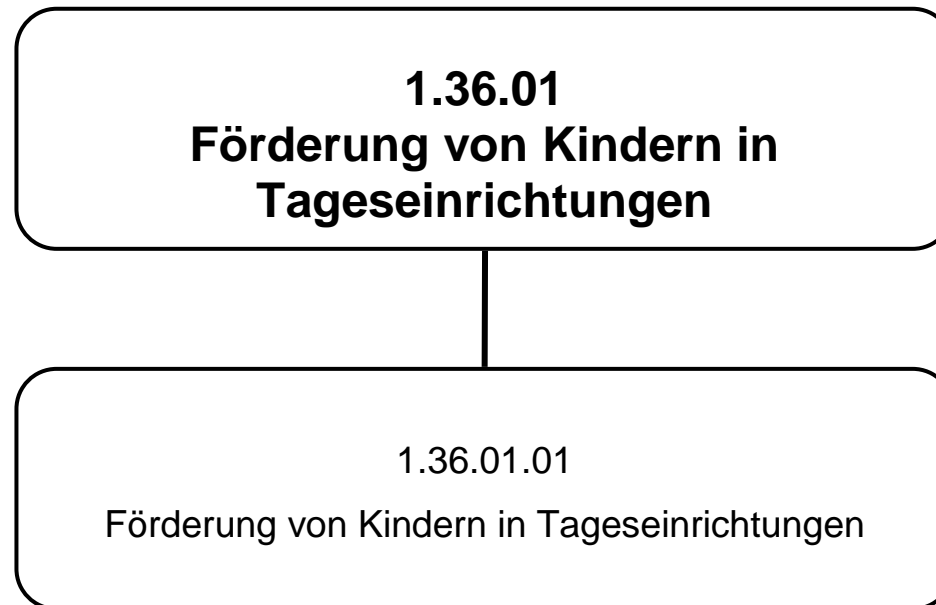 1.36.01
Förderung von Kindern in
Tageseinrichtungen
1.36.01.01
Förderung von Kindern in Tageseinrichtungen